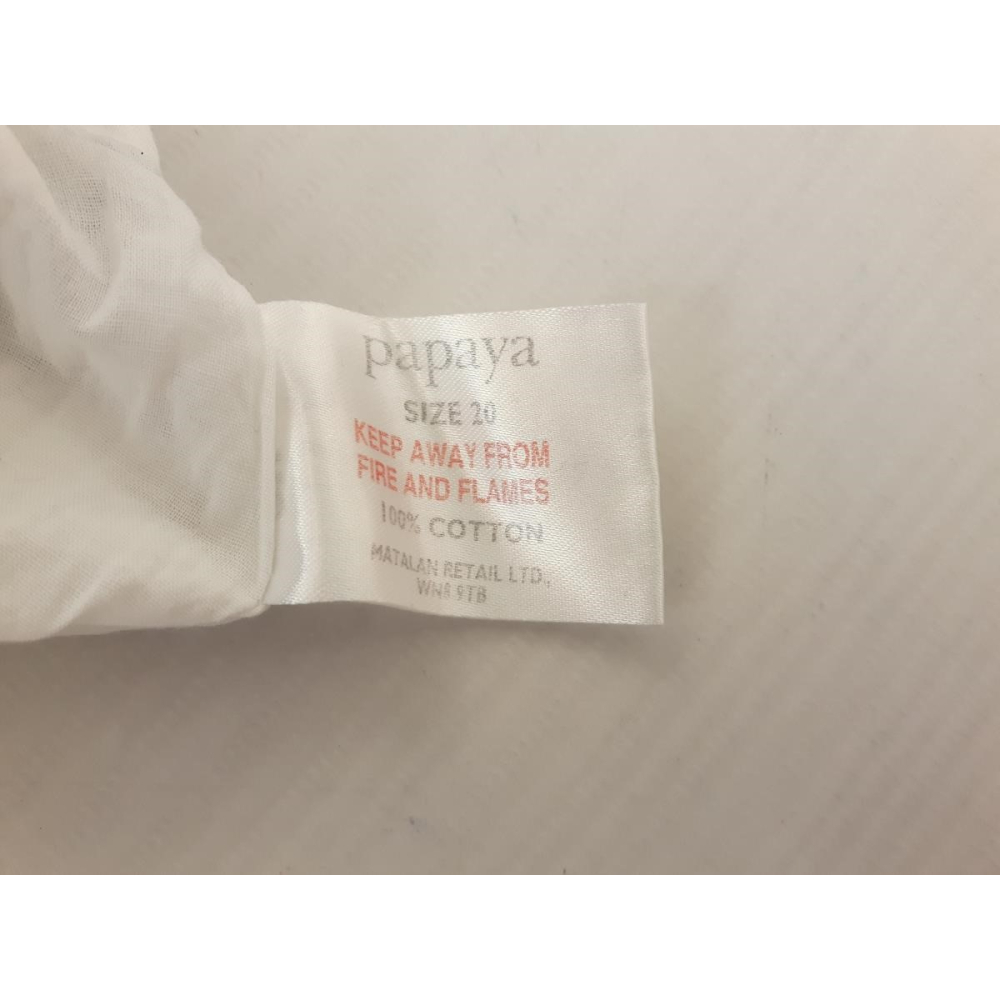 papaya
SIZE 20
KEEP AWAY FROM
FIRE AND FLAMES
100% COTTON
MATALAN RETAIL LTD.,
WN8 9TB